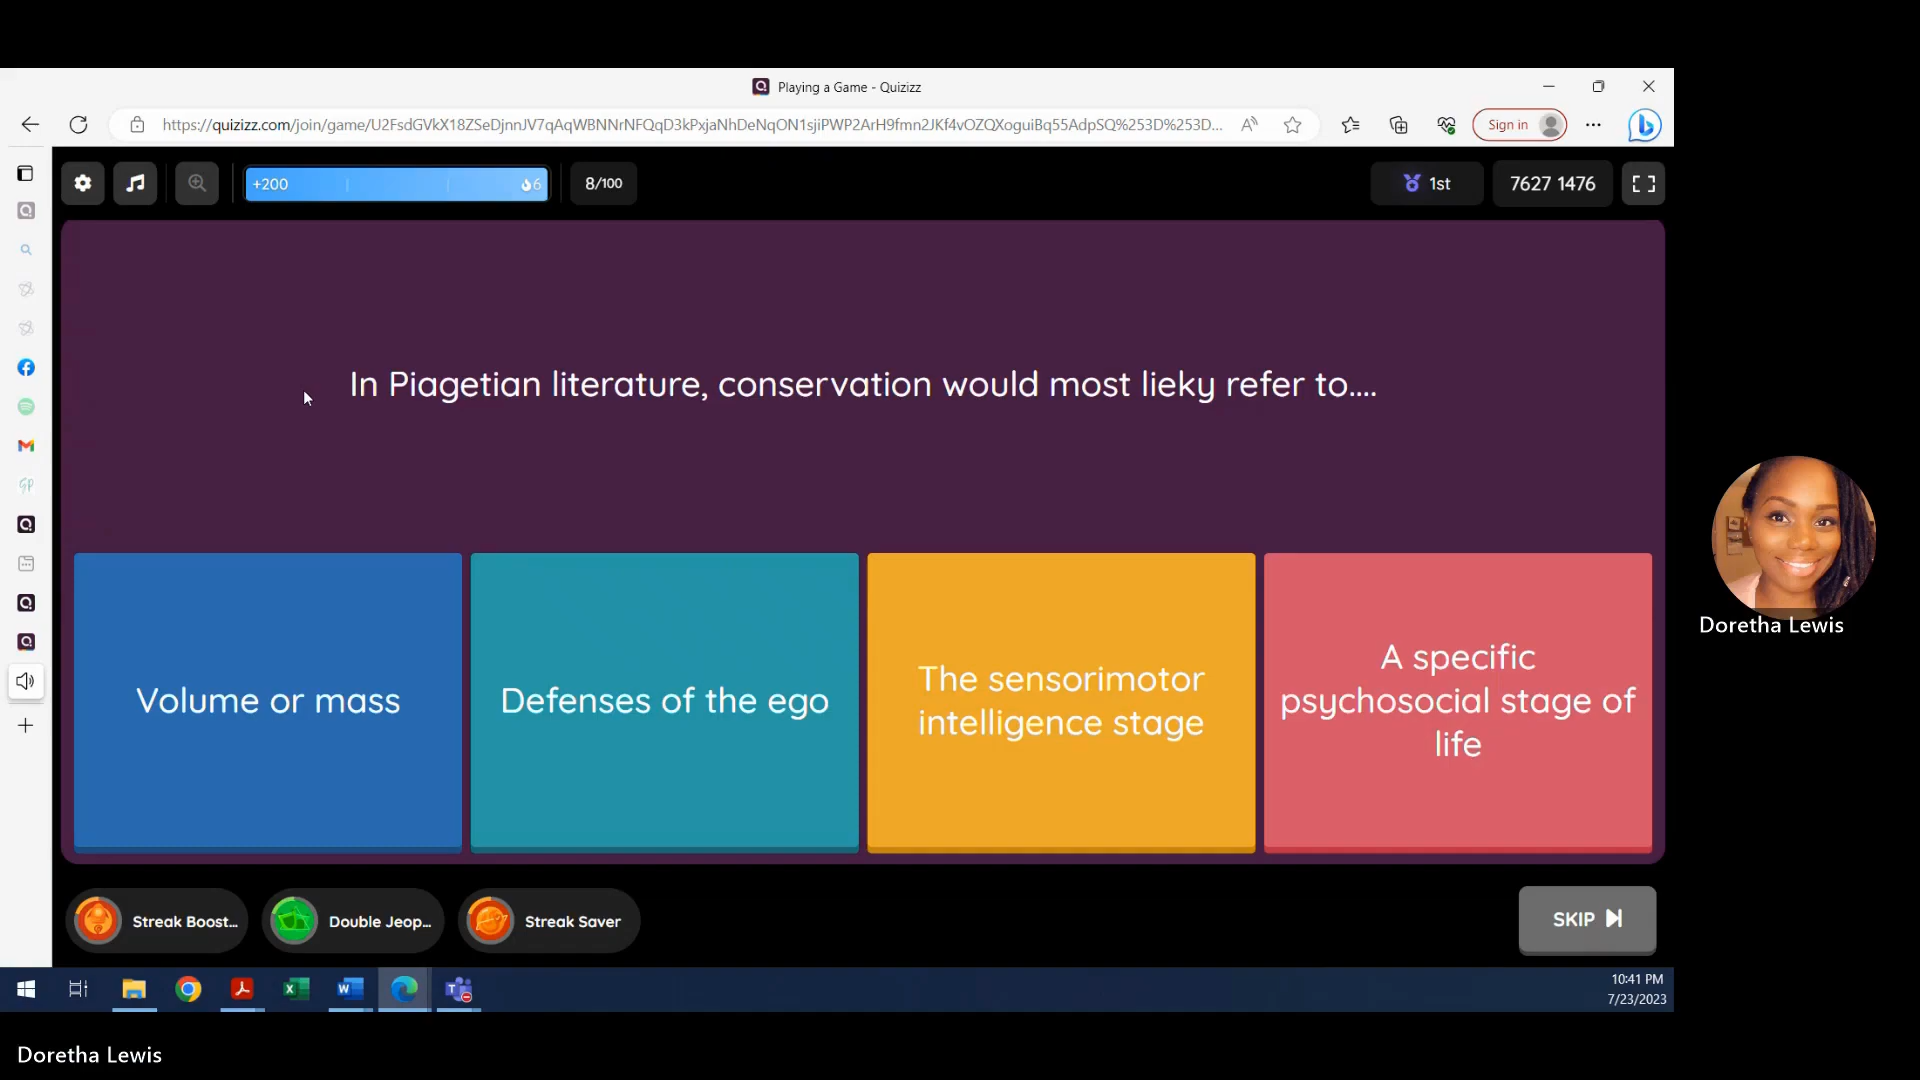 Playing a Game - Quizizz
https://quizizz.com/join/game/U2FsdGVkX18ZSeDjnnJV7qAqWBNNrNFQqD3kPxjaNhDeNqON1sjiPWP2ArH9fmn2JKf4vOZQXoguiBq55AdpSQ%253D%253D...
Sign in
+200
6
8/100
1st
7627 1476
In Piagetian literature, conservation would most lieky refer to....
Volume or mass
Defenses of the ego
The sensorimotor
intelligence stage
A specific
psychosocial stage of
life
Streak Boost...
Double Jeop...
Streak Saver
SKIP
10:41 PM
7/23/2023
Doretha Lewis
Doretha Lewis